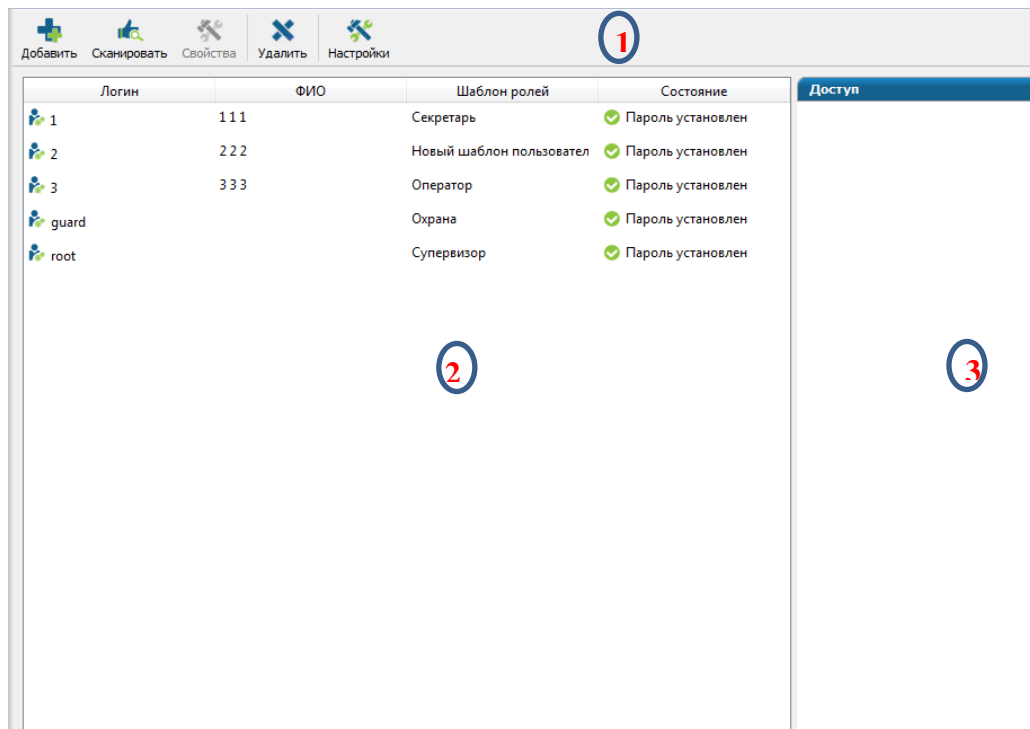 Добавить Сканировать Свойства Удалить Настройки
1
Логин ФИО Шаблон ролей Состояние Доступ
1 1 1 1 Секретарь Пароль установлен
2 2 2 2 Новый шаблон пользовател Пароль установлен
3 3 3 3 Оператор Пароль установлен
guard Охрана Пароль установлен
root Супервизор Пароль установлен
2
3